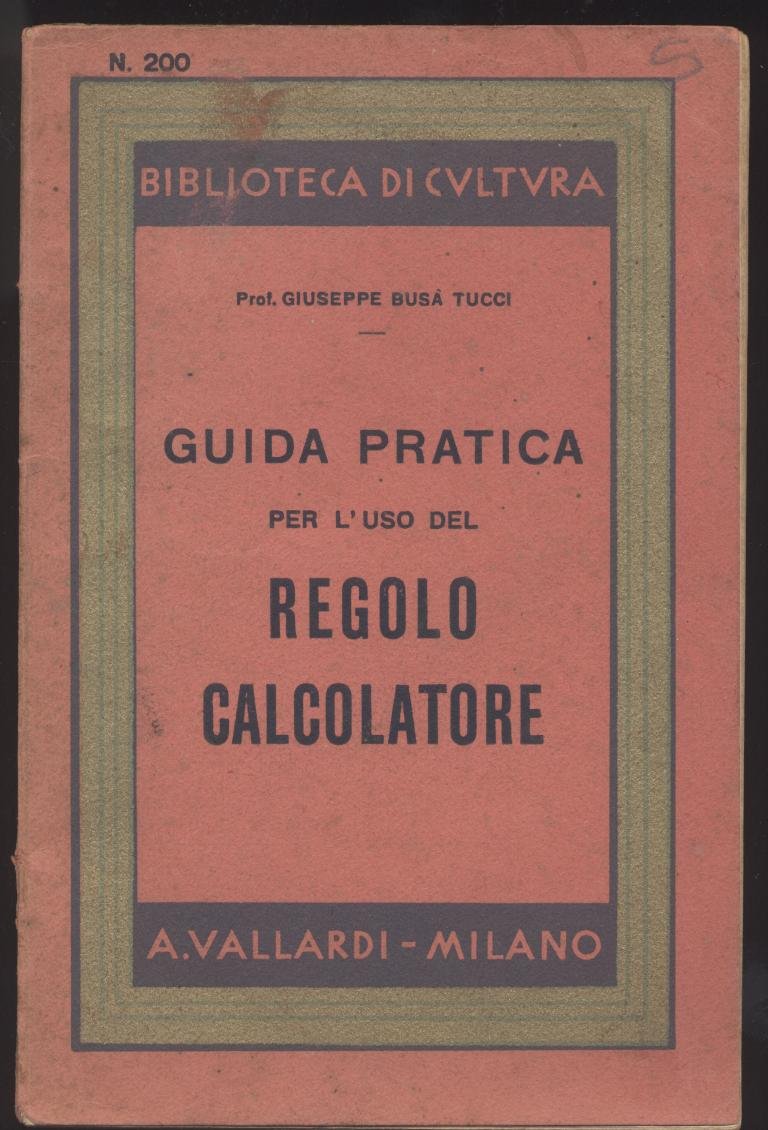 N. 200
BIBLIOTECA DI CVLTVRA
Prof. GIUSEPPE BUSÀ TUCCI
GUIDA PRATICA
PER L'USO DEL
REGOLO
CALCOLATORE
A. VALLARDI - MILANO